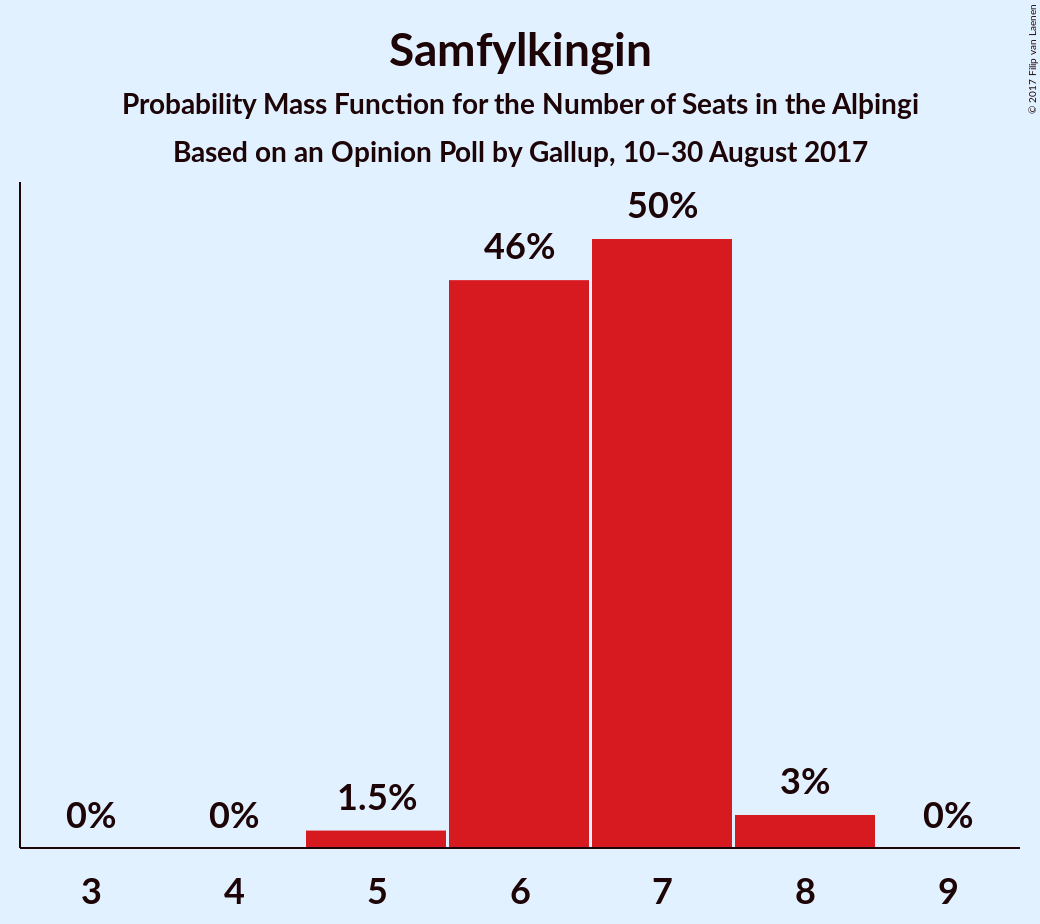 Samfylkingin
Probability Mass Function for the Number of Seats in the Alþingi
Based on an Opinion Poll by Gallup, 10–30 August 2017
© 2017 Filip van Laenen
0% 0% 1.5% 46% 50% 3% 0%
3 4 5 6 7 8 9